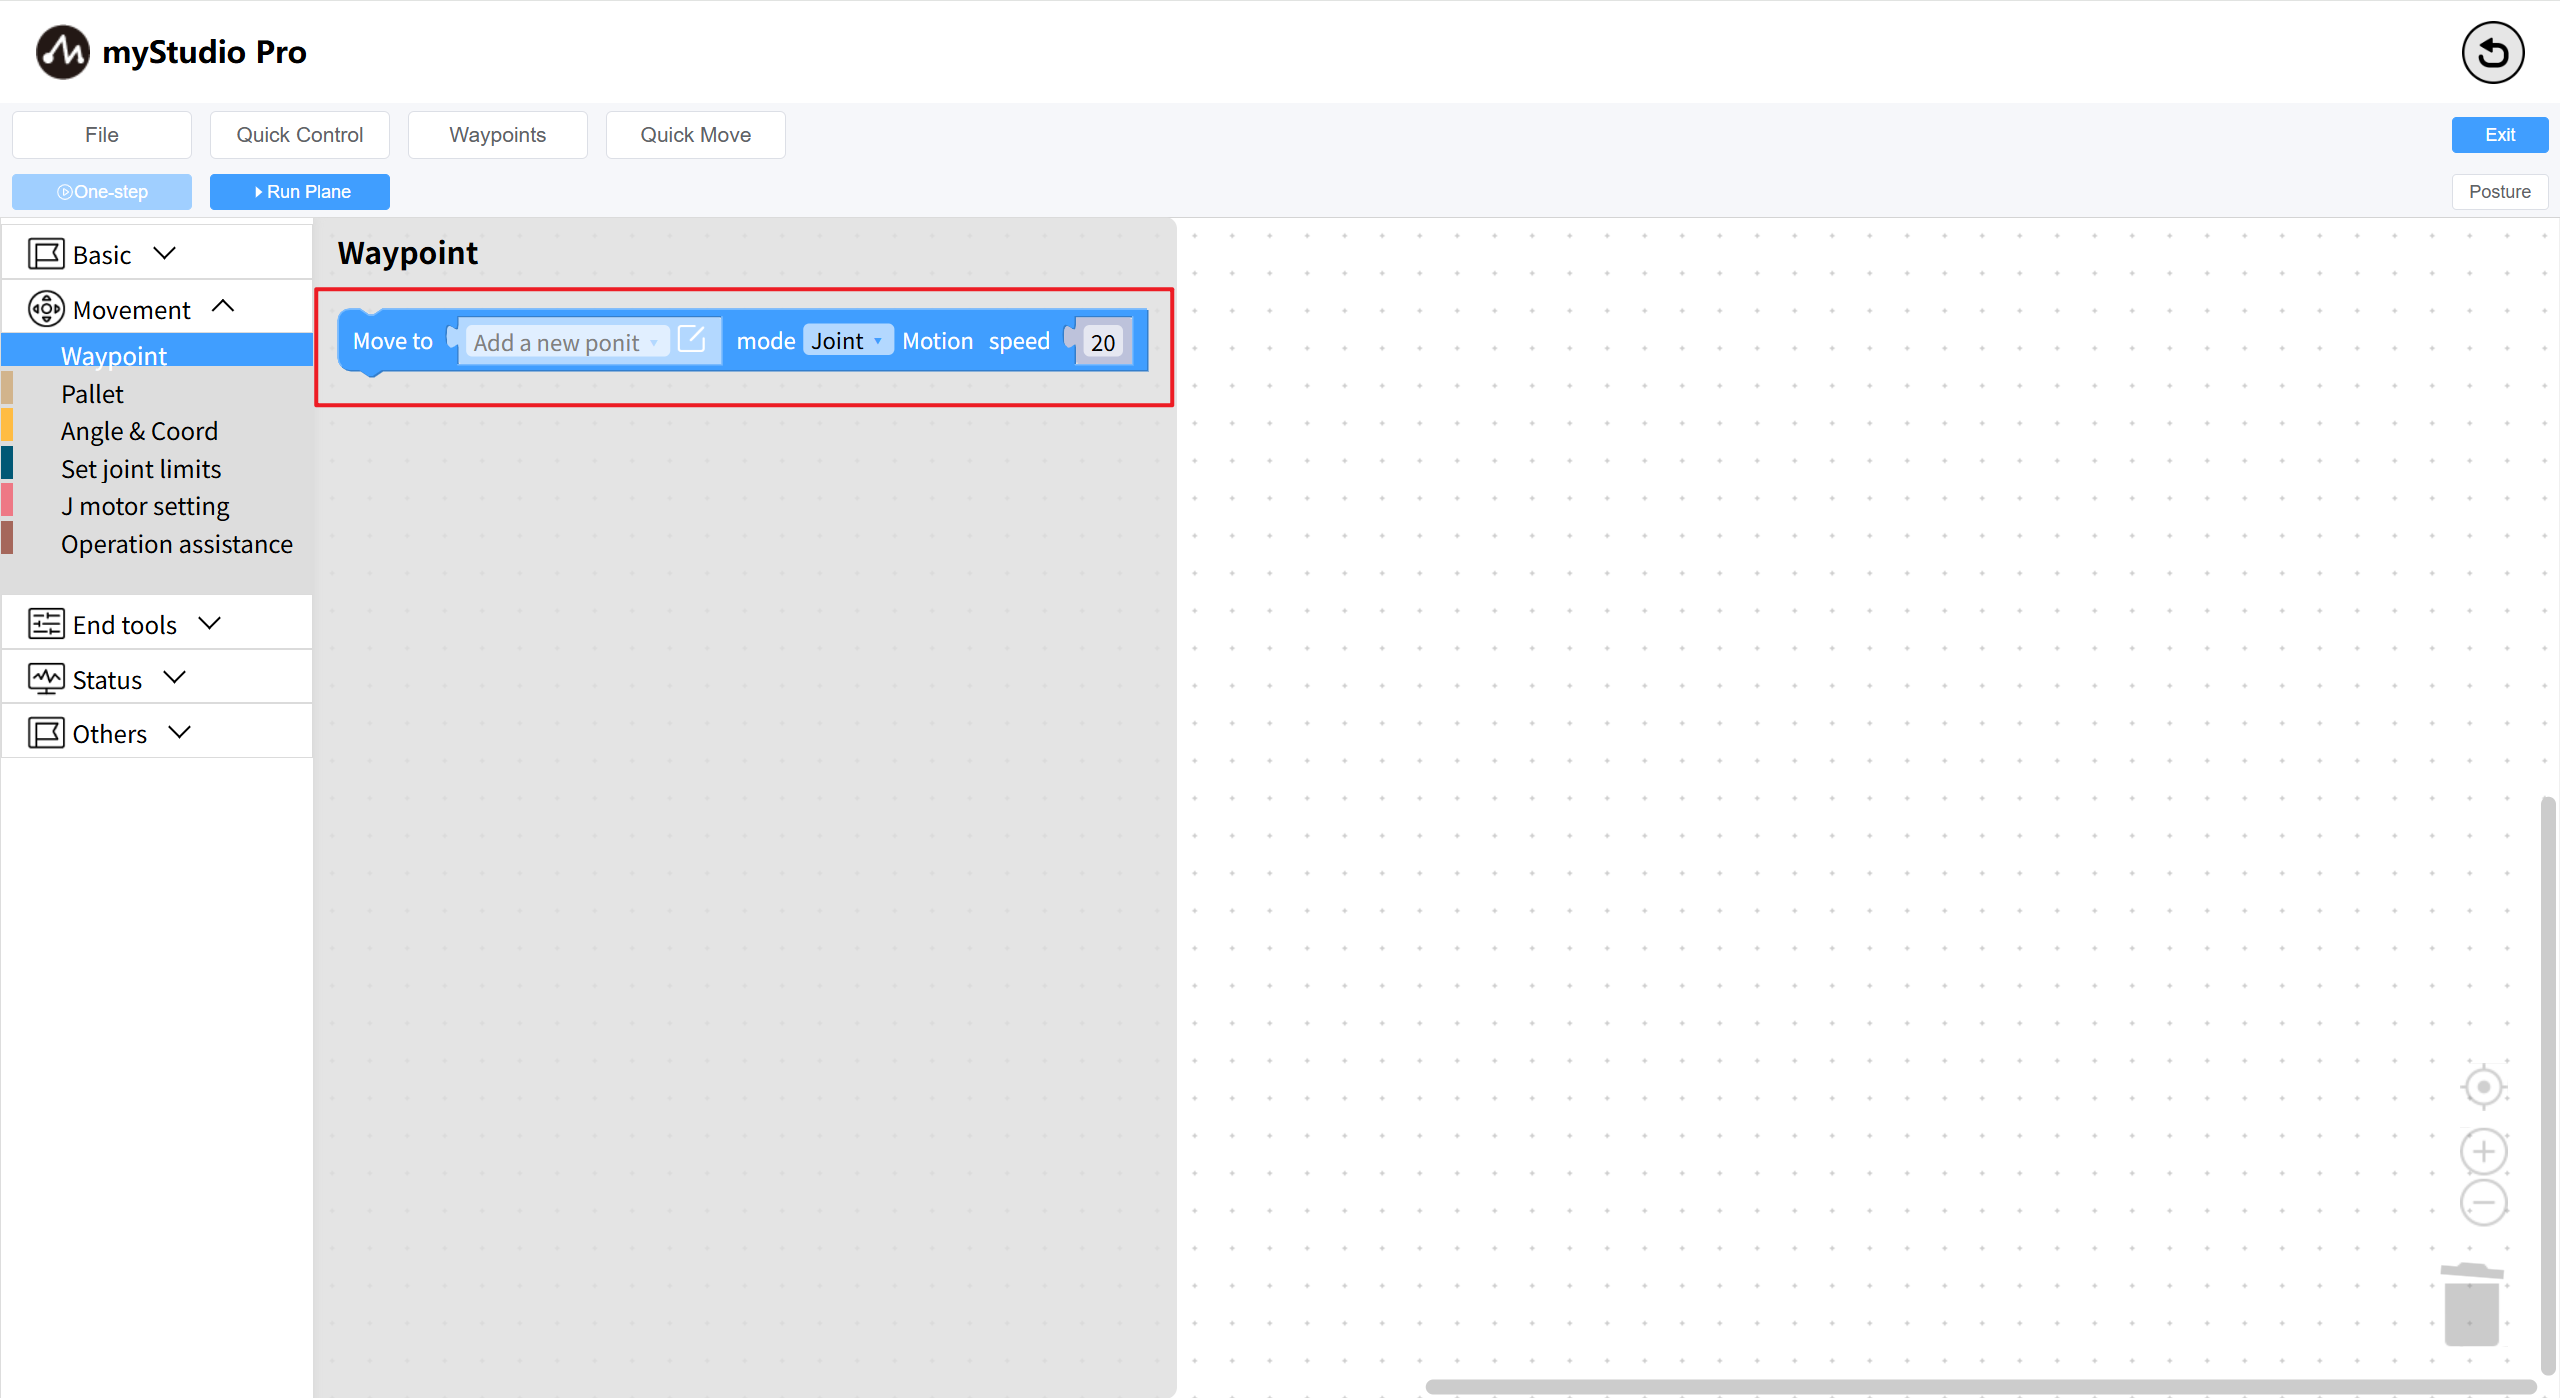 myStudio Pro
File Quick Control Waypoints Quick Move Exit
One-step Run Plane Posture
Basic
Movement
Waypoint
Pallet
Angle & Coord
Set joint limits
J motor setting
Operation assistance
End tools
Status
Others
Waypoint
Move to Add a new ponit mode Joint Motion speed 20